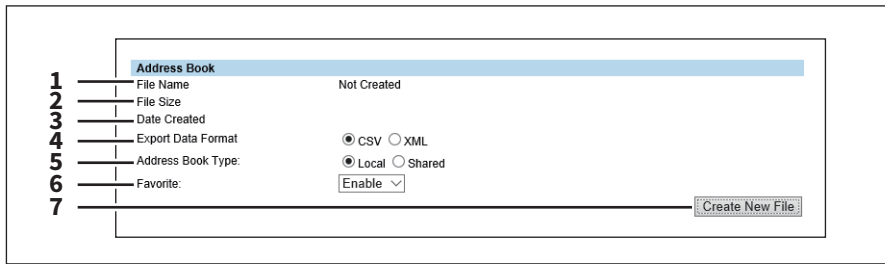 Address Book
1 File Name Not Created
2 File Size
3 Date Created
4 Export Data Format CSV XML
5 Address Book Type: Local Shared
6 Favorite: Enable
7 Create New File